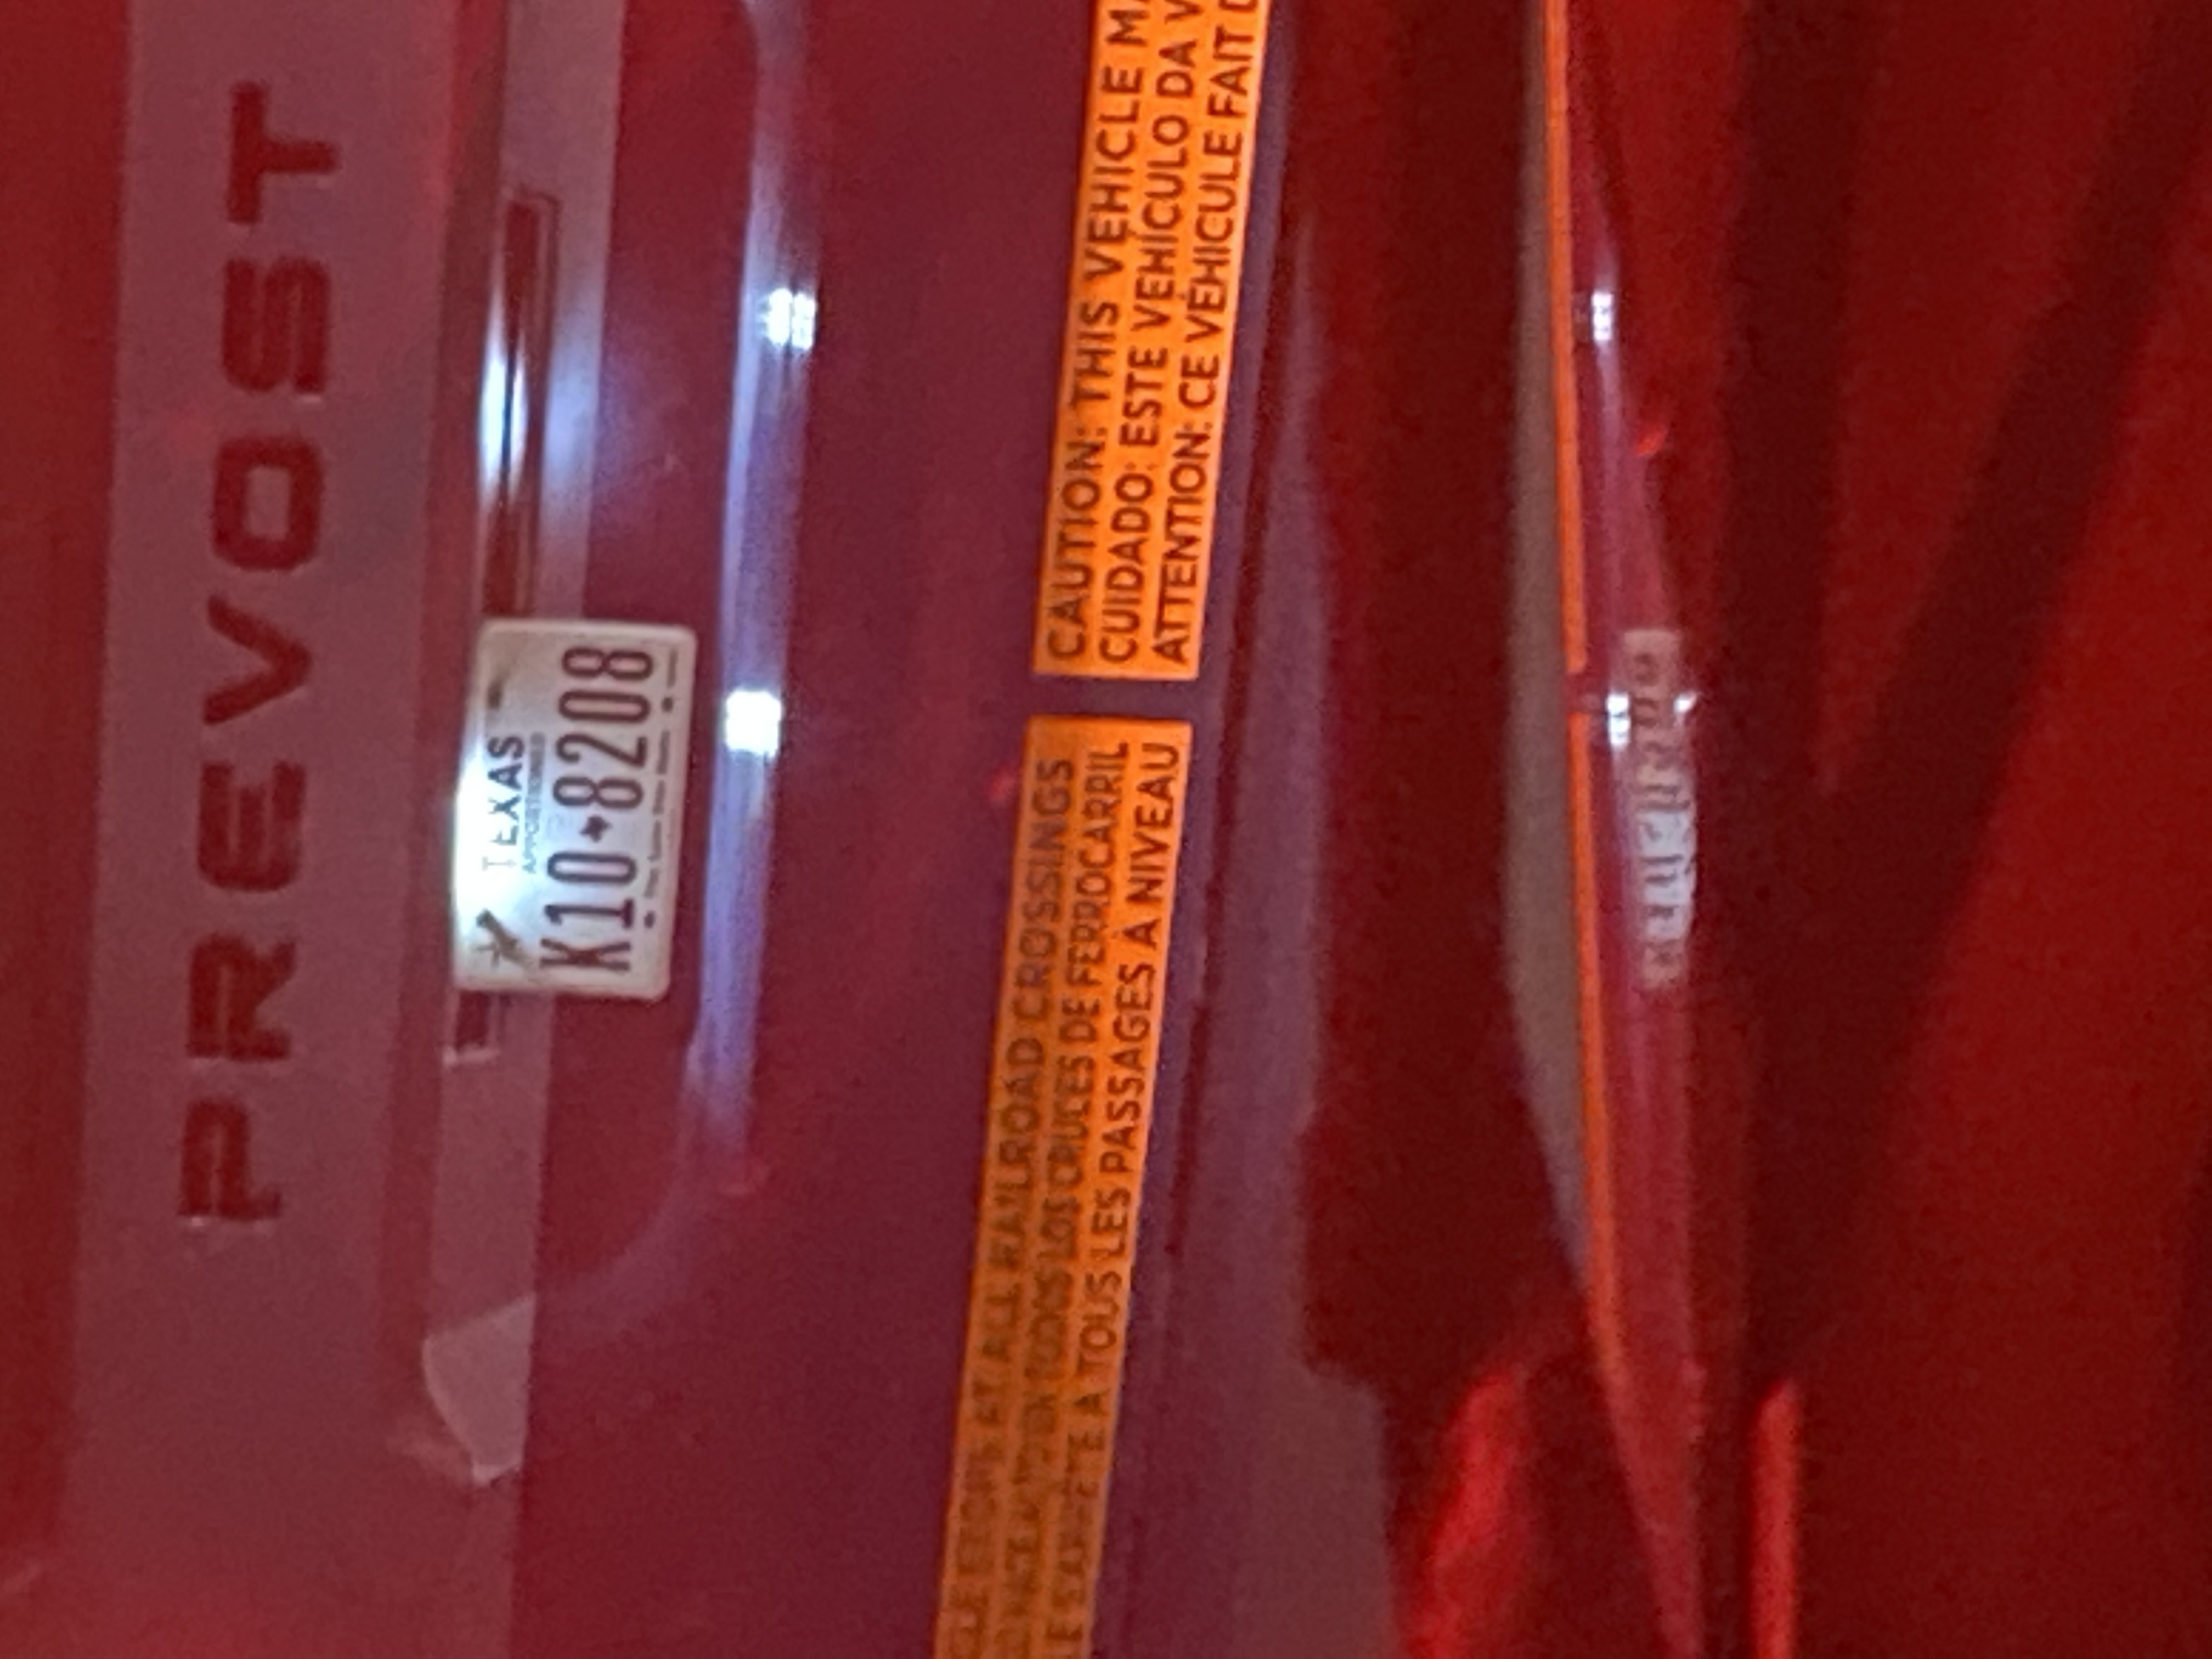 PREVOST
TEXAS
APPORTIONED
K10 8208
CAUTION: THIS VEHICLE
CUIDADO: ESTE VEHÍCULO DA
ATTENTION: CE VÉHICULE FAIT
STOPS AT ALL RAILROAD CROSSINGS
TODOS LOS CRUCES DE FERROCARRIL
À TOUS LES PASSAGES À NIVEAU